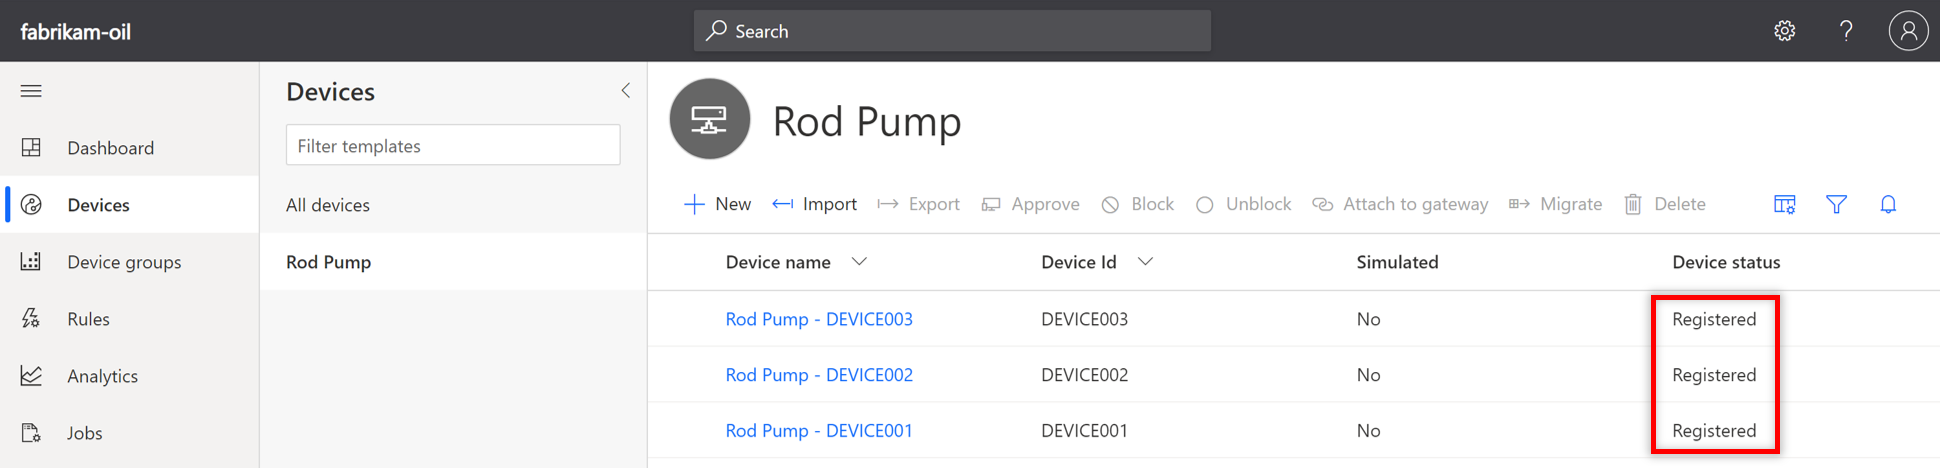 fabrikam-oil
Search
?
Dashboard
Devices
Device groups
Rules
Analytics
Jobs
Devices
Filter templates
All devices
Rod Pump
Rod Pump
New Import Export Approve Block Unblock Attach to gateway Migrate Delete
Device name Device Id Simulated Device status
Rod Pump - DEVICE003 DEVICE003 No Registered
Rod Pump - DEVICE002 DEVICE002 No Registered
Rod Pump - DEVICE001 DEVICE001 No Registered